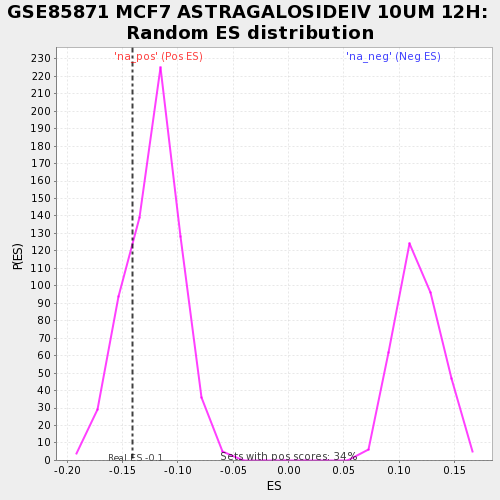 GSE85871 MCF7 ASTRAGALOSIDEIV 10UM 12H:
Random ES distribution
'na_pos' (Pos ES)
'na_neg' (Neg ES)
P(ES)
230
220
210
200
190
180
170
160
150
140
130
120
110
100
90
80
70
60
50
40
30
20
10
0
Real ES -0.1
Sets with pos scores: 34%
-0.20 -0.15 -0.10 -0.05 0.00 0.05 0.10 0.15
ES